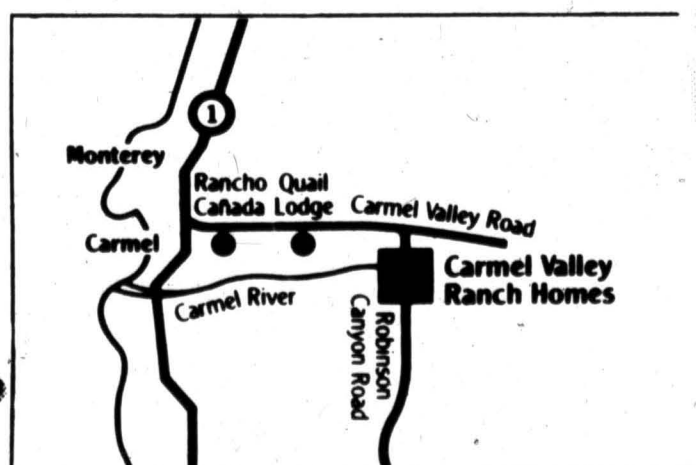 1
Monterey
Rancho Quail
Cañada Lodge
Carmel Valley Road
Carmel
Carmel Valley
Ranch Homes
Carmel River
Robinson
Canyon Road